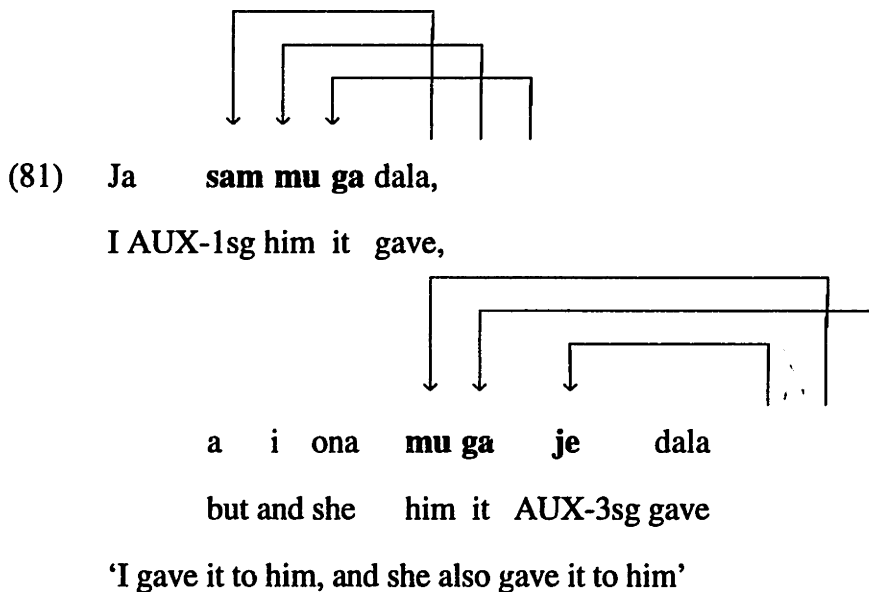 (81) Ja sam mu ga dala,
I AUX-1sg him it gave,
a i ona mu ga je dala
but and she him it AUX-3sg gave
‘I gave it to him, and she also gave it to him’